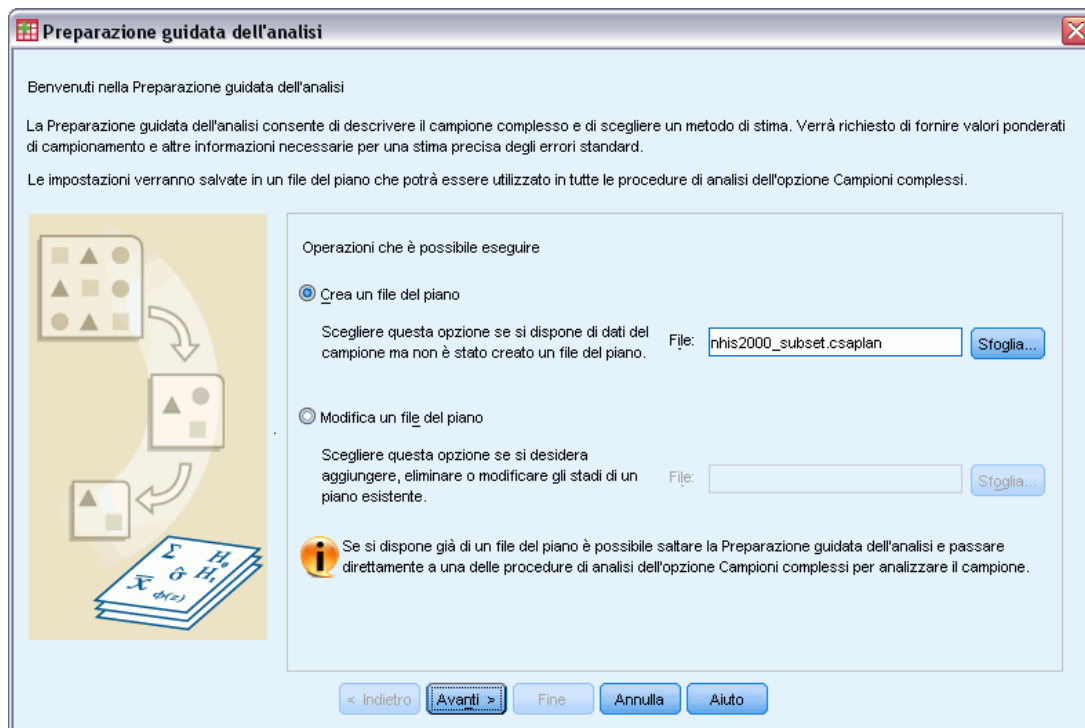 Preparazione guidata dell'analisi
Benvenuti nella Preparazione guidata dell'analisi
La Preparazione guidata dell'analisi consente di descrivere il campione complesso e di scegliere un metodo di stima. Verrà richiesto di fornire valori ponderati
di campionamento e altre informazioni necessarie per una stima precisa degli errori standard.
Le impostazioni verranno salvate in un file del piano che potrà essere utilizzato in tutte le procedure di analisi dell'opzione Campioni complessi.
Operazioni che è possibile eseguire
Crea un file del piano
Scegliere questa opzione se si dispone di dati del
campione ma non è stato creato un file del piano.
File: nhis2000_subset.csaplan Sfoglia...
Modifica un file del piano
Scegliere questa opzione se si desidera
aggiungere, eliminare o modificare gli stadi di un
piano esistente.
File: Sfoglia...
Se si dispone già di un file del piano è possibile saltare la Preparazione guidata dell'analisi e passare
direttamente a una delle procedure di analisi dell'opzione Campioni complessi per analizzare il campione.
Σ H₀
x̄ σ̂ H₁
ϕ(z)
< Indietro Avanti > Fine Annulla Aiuto